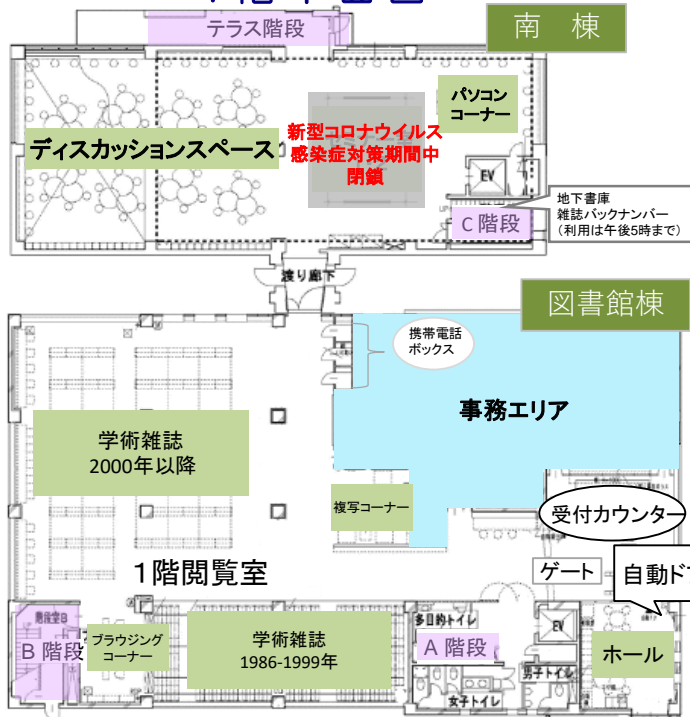 テラス階段
南 棟
パソコン
コーナー
新型コロナウイルス
感染症対策期間中
閉鎖
ディスカッションスペース
EV
地下書庫
雑誌バックナンバー
(利用は午後5時まで)
C 階段
渡り廊下
図書館棟
携帯電話
ボックス
事務エリア
学術雑誌
2000年以降
複写コーナー
受付カウンター
1階閲覧室
ゲート
自動ド
階段室B
B 階段
ブラウジング
コーナー
学術雑誌
1986-1999年
多目的トイレ
A 階段
EV
ホール
男子トイレ
女子トイレ